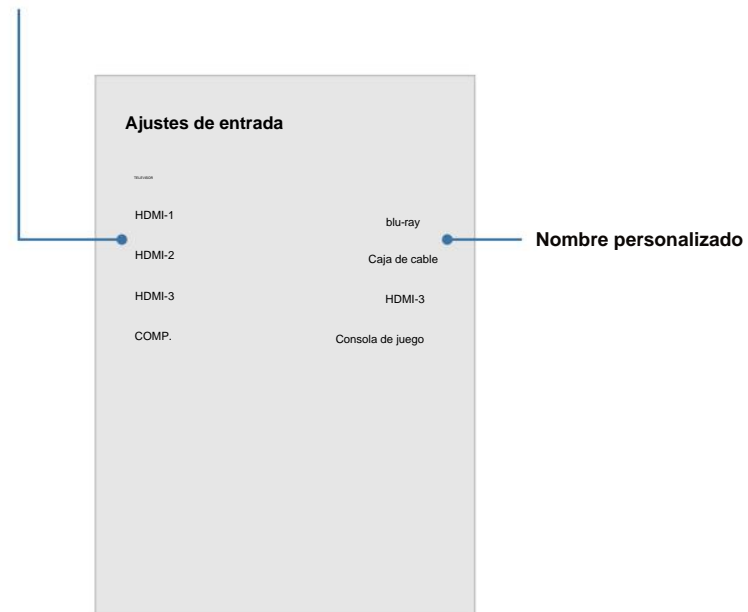 Ajustes de entrada
TELEVISOR
HDMI-1 blu-ray
Nombre personalizado
HDMI-2 Caja de cable
HDMI-3 HDMI-3
COMP. Consola de juego